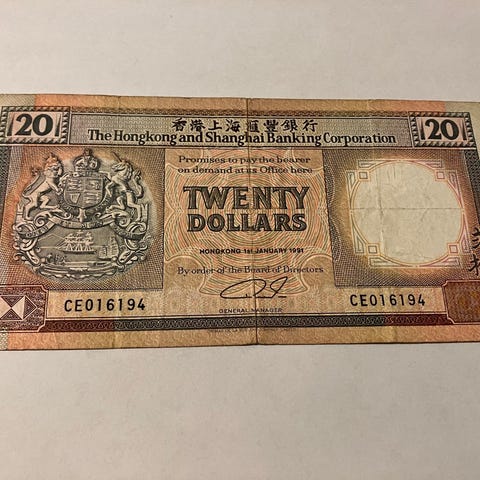 20
香港上海滙豐銀行
20
The Hongkong and Shanghai Banking Corporation
Promises to pay the bearer
on demand at its Office here
TWENTY
DOLLARS
HONGKONG 1ST JANUARY 1991
By order of the Board of Directors
CE016194
CE016194
GENERAL MANAGER